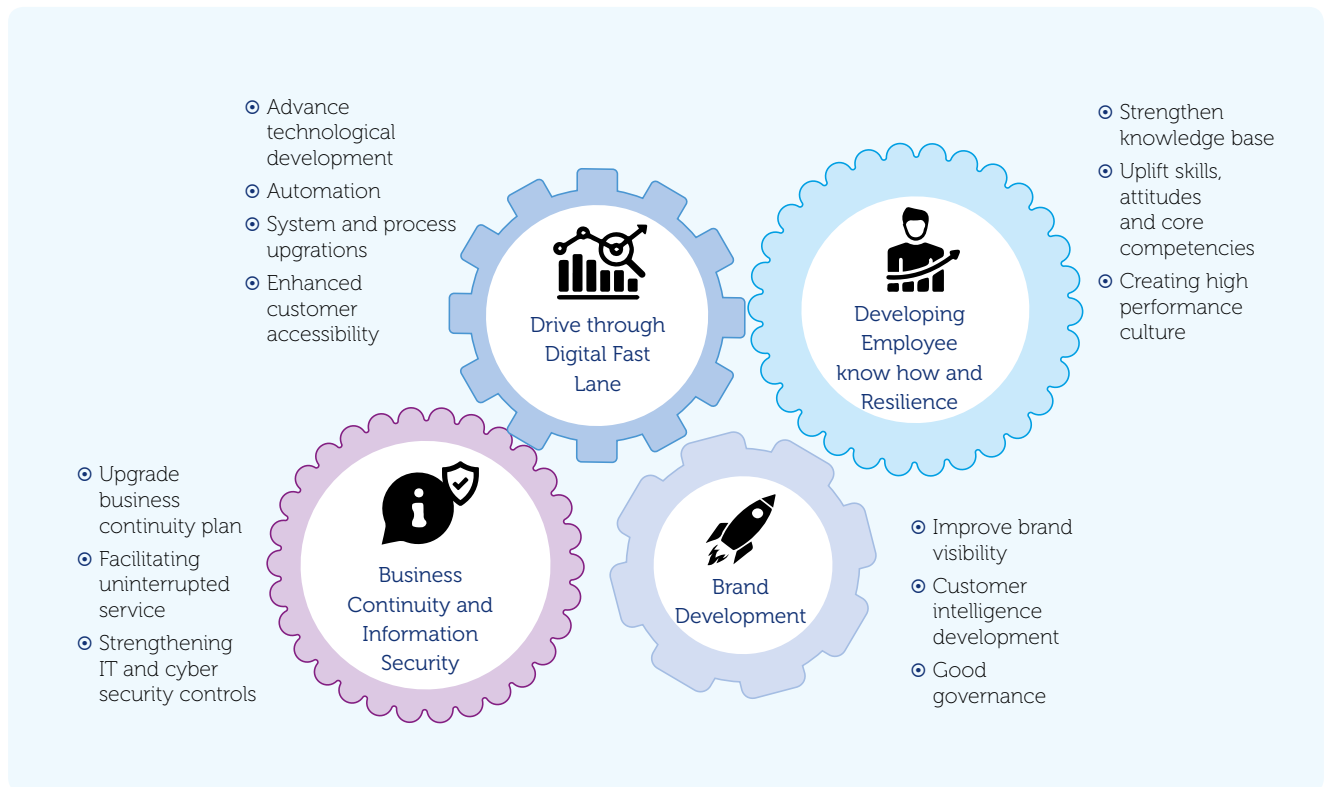 Advance
technological
development
Automation
System and process
upgrations
Enhanced
customer
accessibility
Drive through
Digital Fast
Lane
Developing
Employee
know how and
Resilience
Strengthen
knowledge base
Uplift skills,
attitudes
and core
competencies
Creating high
performance
culture
Upgrade
business
continuity plan
Facilitating
uninterrupted
service
Strengthening
IT and cyber
security controls
Business
Continuity and
Information
Security
Brand
Development
Improve brand
visibility
Customer
intelligence
development
Good
governance